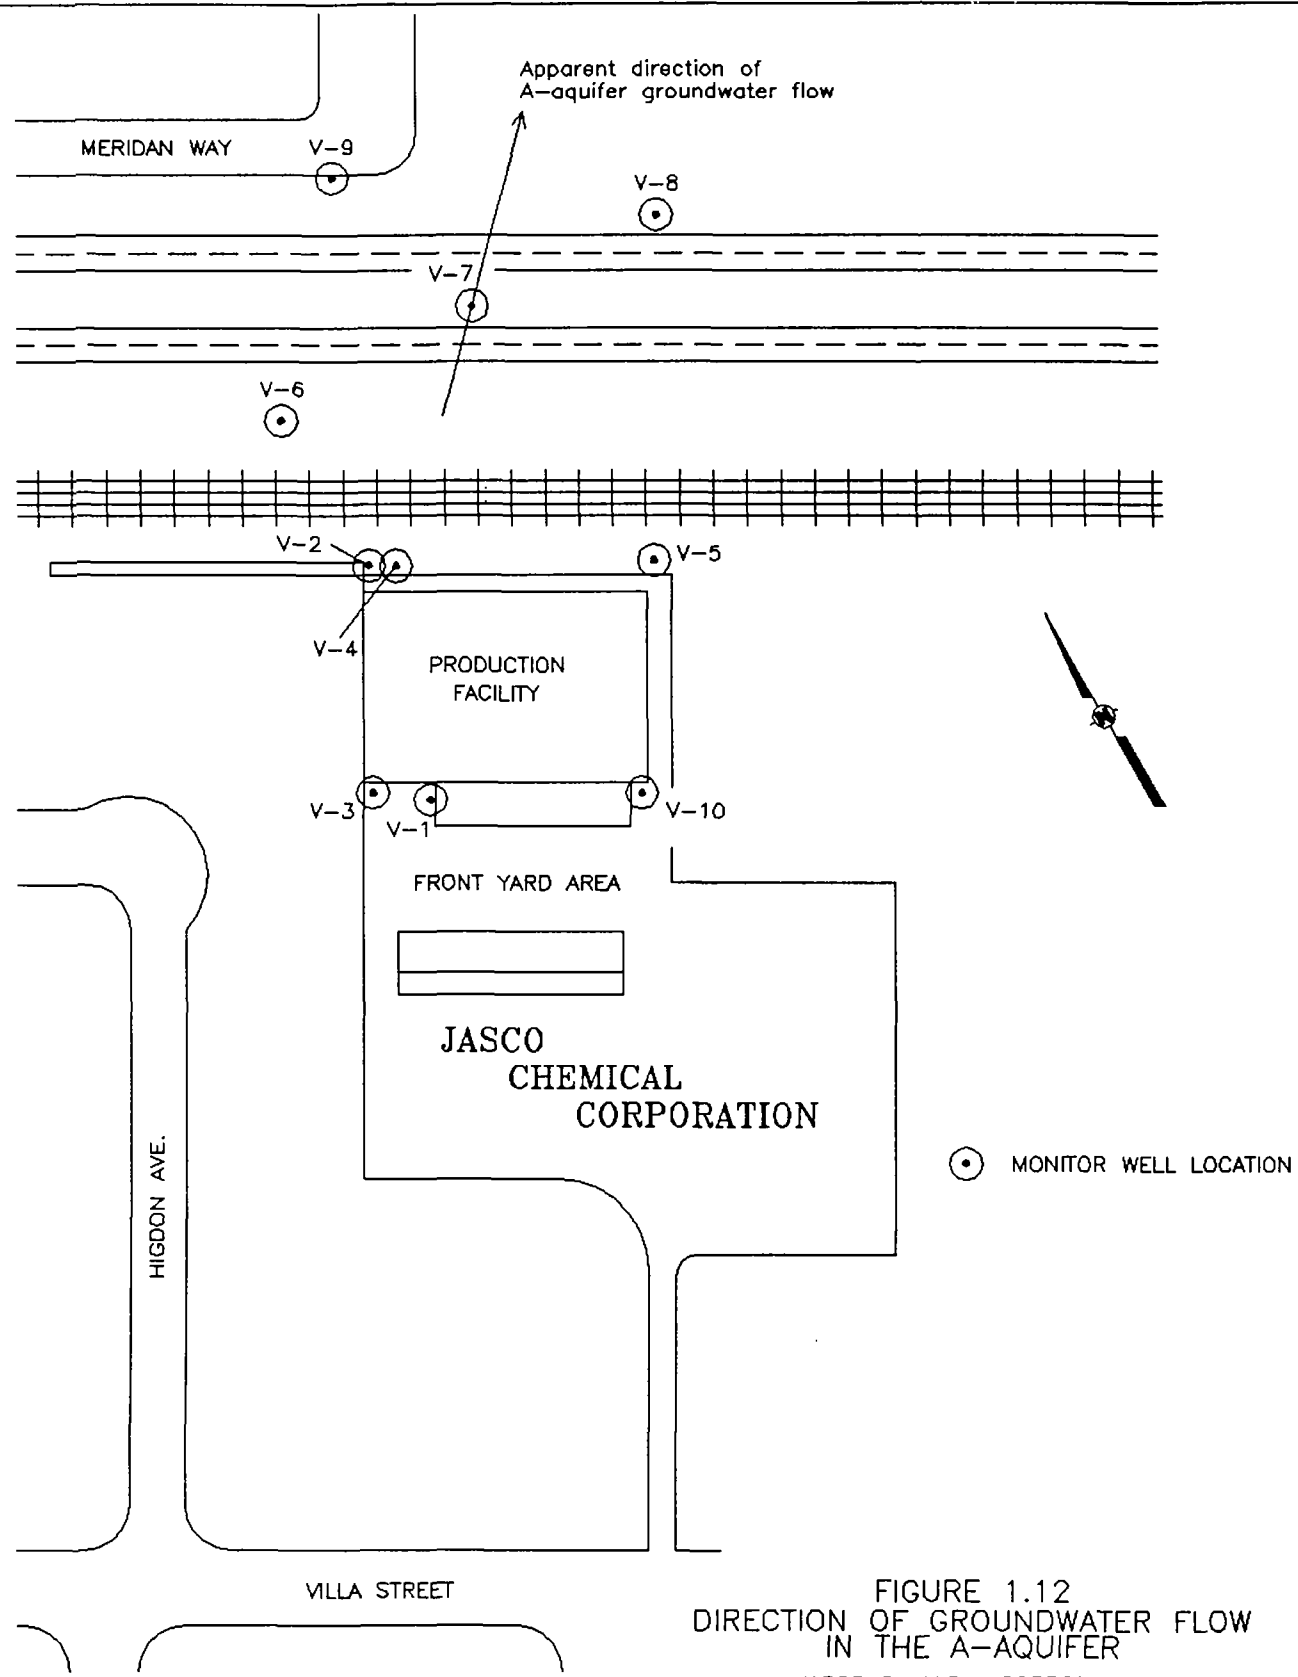 Apparent direction of
A-aquifer groundwater flow
MERIDAN WAY
V-9
V-8
V-7
V-6
V-2
V-5
V-4
PRODUCTION
FACILITY
V-3
V-1
V-10
FRONT YARD AREA
JASCO
CHEMICAL
CORPORATION
MONITOR WELL LOCATION
HIGDON AVE.
VILLA STREET
FIGURE 1.12
DIRECTION OF GROUNDWATER FLOW
IN THE A-AQUIFER